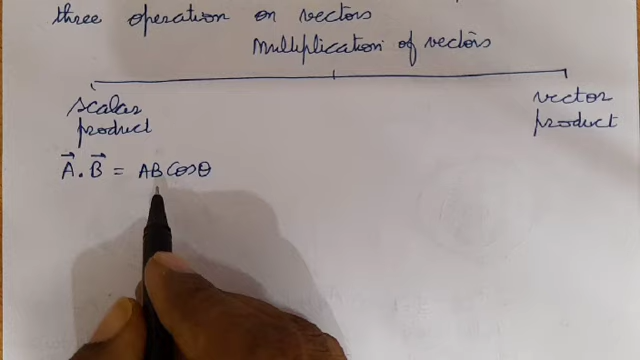 three operation on vectors
Multiplication of vectors
scalar
product
vector
product
A⃗ . B⃗ = AB Cosθ